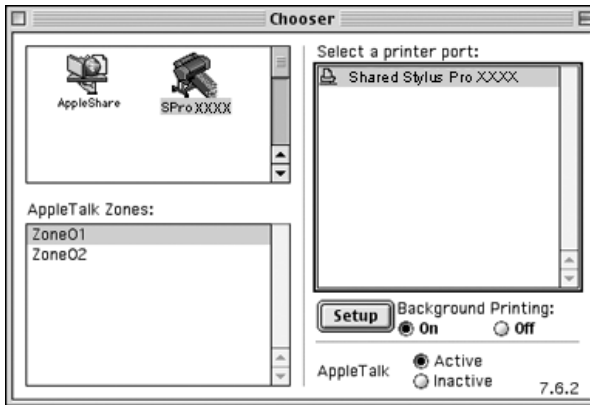 Chooser
AppleShare
SPro XXXX
AppleTalk Zones:
Zone01
Zone02
Select a printer port:
Shared Stylus Pro XXXX
Setup
Background Printing:
On Off
AppleTalk
Active
Inactive
7.6.2